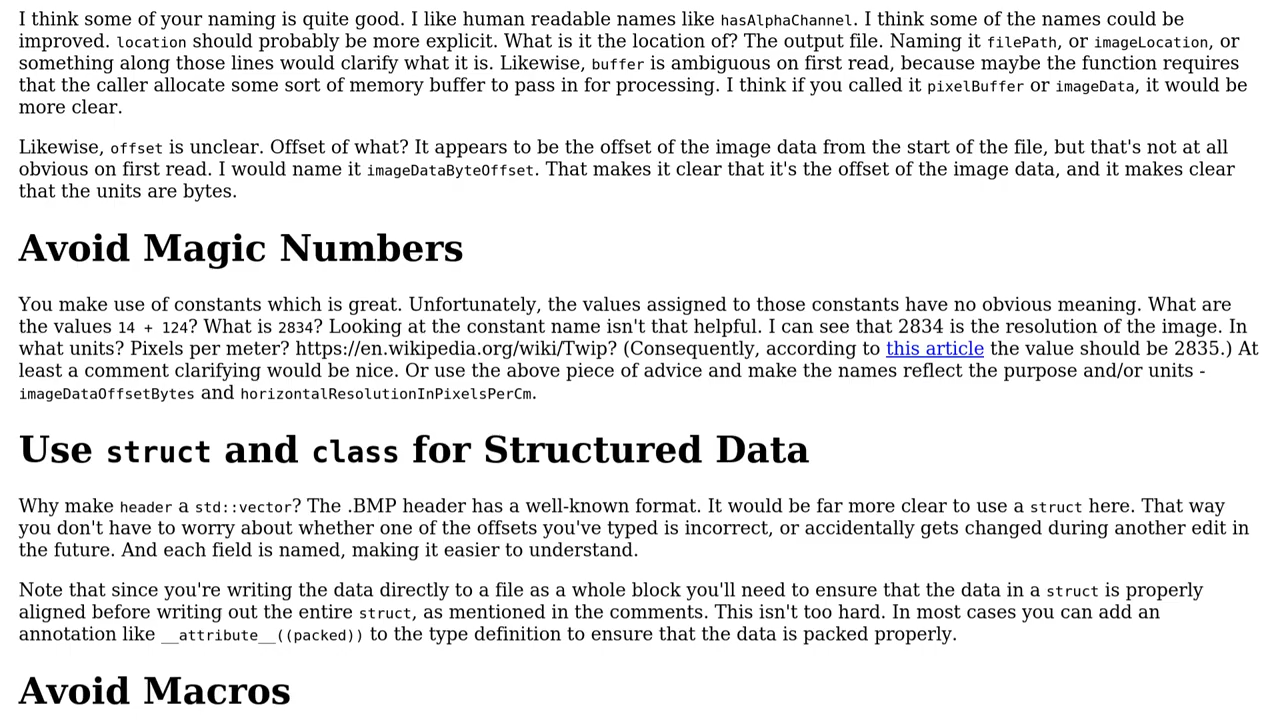 I think some of your naming is quite good. I like human readable names like hasAlphaChannel. I think some of the names could be
improved. location should probably be more explicit. What is it the location of? The output file. Naming it filePath, or imageLocation, or
something along those lines would clarify what it is. Likewise, buffer is ambiguous on first read, because maybe the function requires
that the caller allocate some sort of memory buffer to pass in for processing. I think if you called it pixelBuffer or imageData, it would be
more clear.
Likewise, offset is unclear. Offset of what? It appears to be the offset of the image data from the start of the file, but that's not at all
obvious on first read. I would name it imageDataByteOffset. That makes it clear that it's the offset of the image data, and it makes clear
that the units are bytes.
Avoid Magic Numbers
You make use of constants which is great. Unfortunately, the values assigned to those constants have no obvious meaning. What are
the values 14 + 124? What is 2834? Looking at the constant name isn't that helpful. I can see that 2834 is the resolution of the image. In
what units? Pixels per meter? https://en.wikipedia.org/wiki/Twip? (Consequently, according to this article the value should be 2835.) At
least a comment clarifying would be nice. Or use the above piece of advice and make the names reflect the purpose and/or units -
imageDataOffsetBytes and horizontalResolutionInPixelsPerCm.
Use struct and class for Structured Data
Why make header a std::vector? The .BMP header has a well-known format. It would be far more clear to use a struct here. That way
you don't have to worry about whether one of the offsets you've typed is incorrect, or accidentally gets changed during another edit in
the future. And each field is named, making it easier to understand.
Note that since you're writing the data directly to a file as a whole block you'll need to ensure that the data in a struct is properly
aligned before writing out the entire struct, as mentioned in the comments. This isn't too hard. In most cases you can add an
annotation like __attribute__((packed)) to the type definition to ensure that the data is packed properly.
Avoid Macros